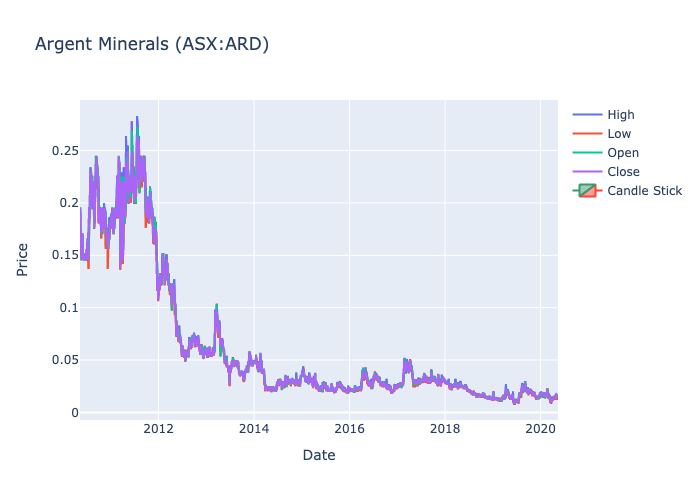 Argent Minerals (ASX:ARD)
High
Low
Open
Close
Candle Stick
Price
0.25
0.2
0.15
0.1
0.05
0
2012
2014
2016
2018
2020
Date